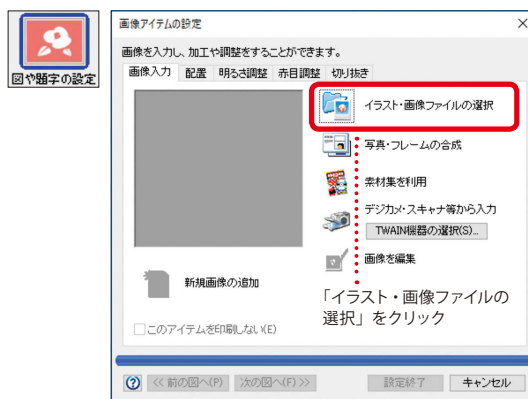 図や題字の設定
画像アイテムの設定
画像を入力し、加工や調整をすることができます。
画像入力 配置 明るさ調整 赤目調整 切り抜き
イラスト・画像ファイルの選択
写真・フレームの合成
素材集を利用
デジカメ・スキャナ等から入力
TWAIN機器の選択(S)...
画像を編集
新規画像の追加
「イラスト・画像ファイルの
選択」をクリック
このアイテムを印刷しない(E)
<< 前の図へ(P) 次の図へ(F) >> 設定終了 キャンセル